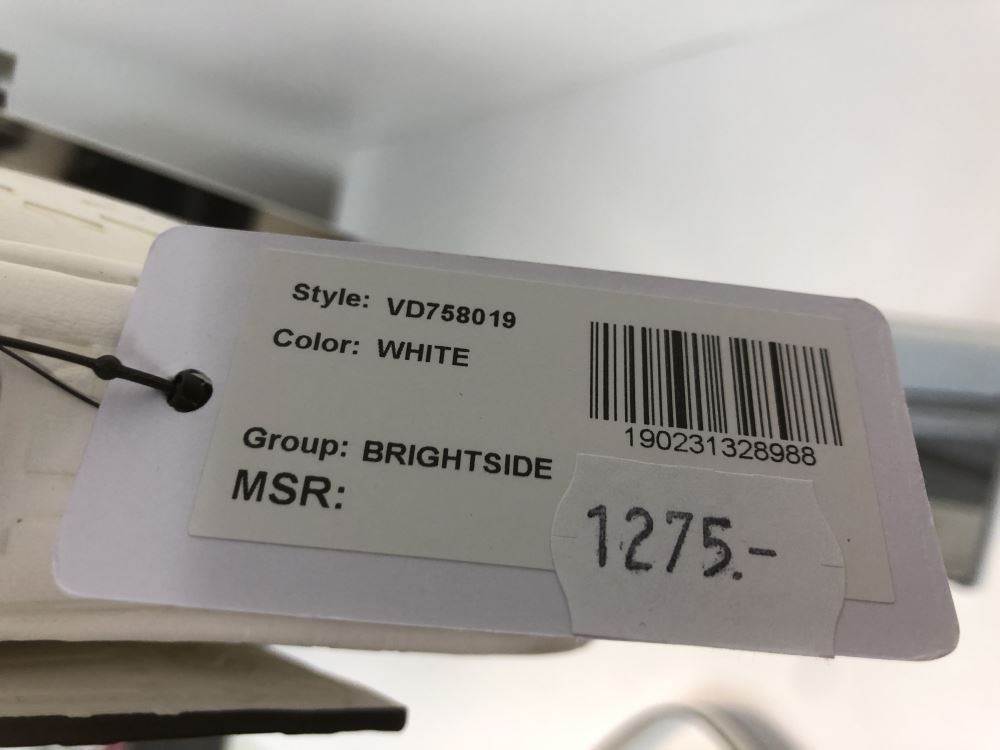 Style: VD758019
Color: WHITE
190231328988
Group: BRIGHTSIDE
MSR:
1275.-